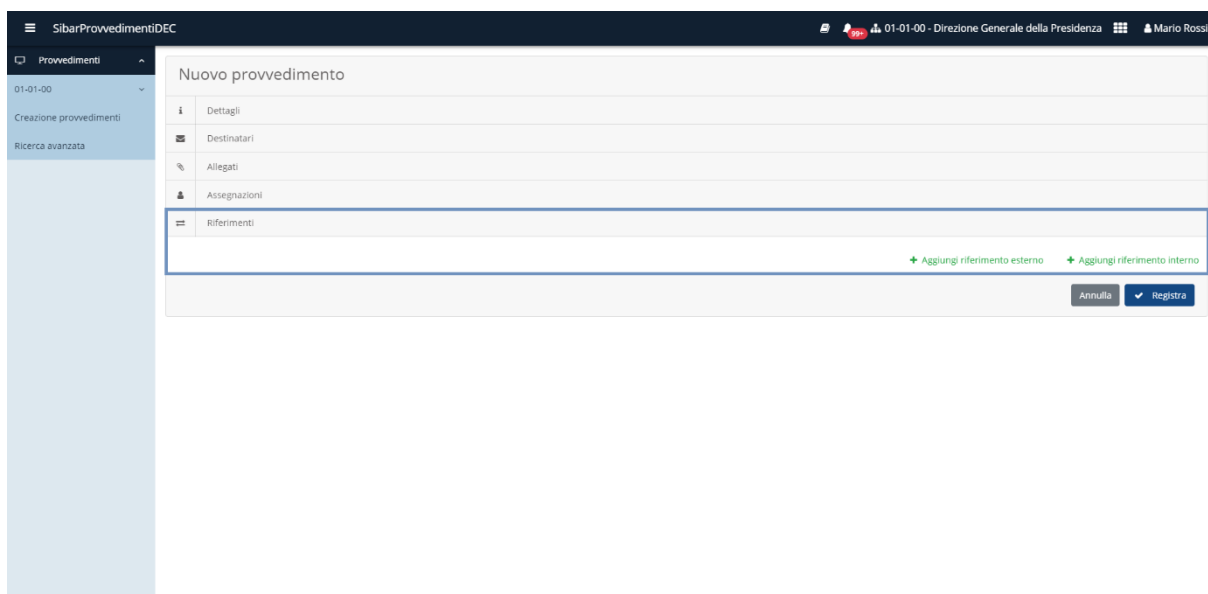 SibarProvvedimentiDEC
99+ 01-01-00 - Direzione Generale della Presidenza Mario Rossi
Provvedimenti
01-01-00
Creazione provvedimenti
Ricerca avanzata
Nuovo provvedimento
Dettagli
Destinatari
Allegati
Assegnazioni
Riferimenti
+ Aggiungi riferimento esterno + Aggiungi riferimento interno
Annulla Registra